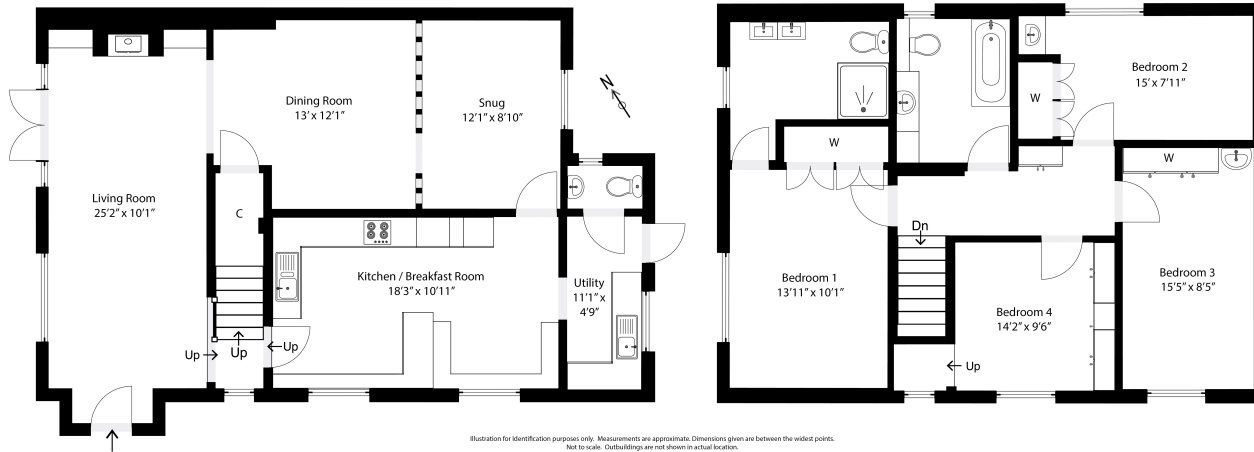 Dining Room
13' x 12'1"
Snug
12'1" x 8'10"
N
Living Room
25'2" x 10'1"
C
Kitchen / Breakfast Room
18'3" x 10'11"
Utility
11'1" x
4'9"
Up
Up
Up
Bedroom 2
15' x 7'11"
W
W
W
Dn
Bedroom 1
13'11" x 10'1"
Bedroom 3
15'5" x 8'5"
Bedroom 4
14'2" x 9'6"
Up
Illustration for identification purposes only. Measurements are approximate. Dimensions given are between the widest points.
Not to scale. Outbuildings are not shown in actual location.